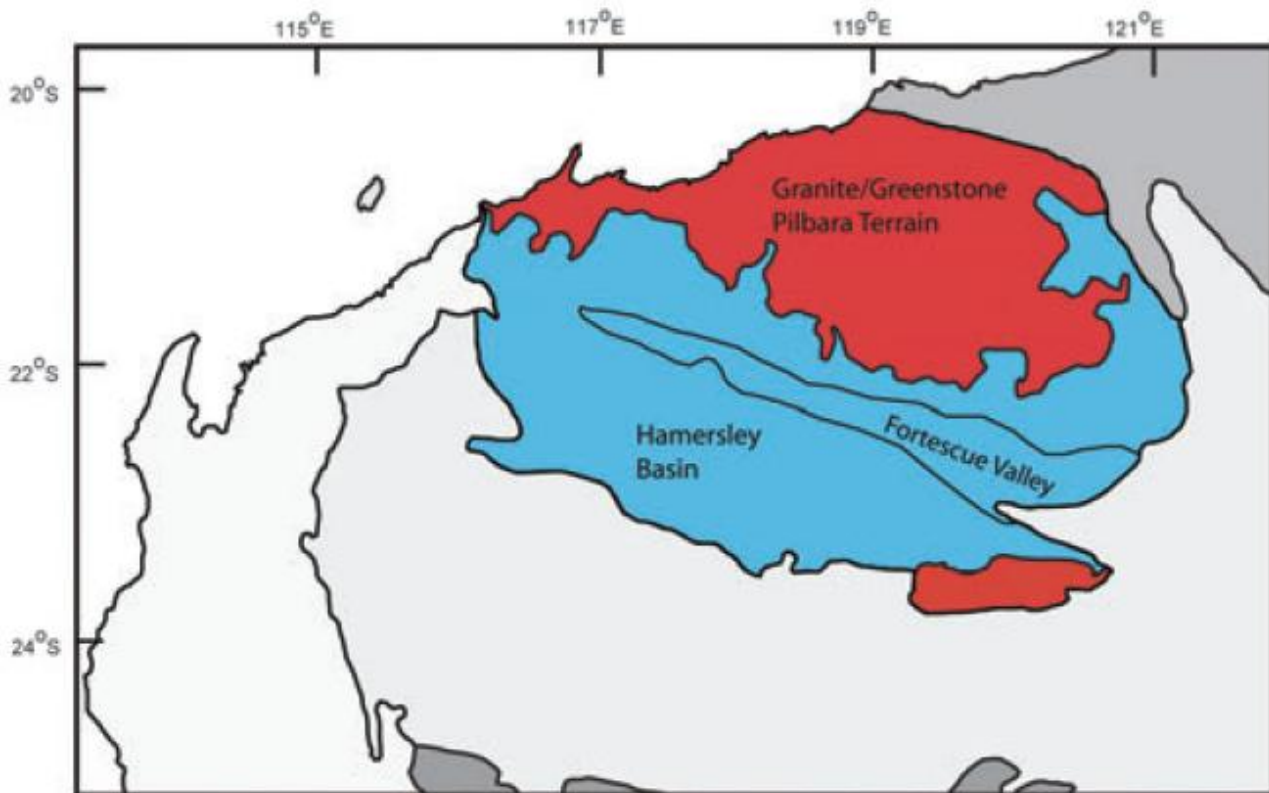 115°E 117°E 119°E 121°E
20°S
Granite/Greenstone
Pilbara Terrain
22°S
Hamersley
Basin
Fortescue Valley
24°S